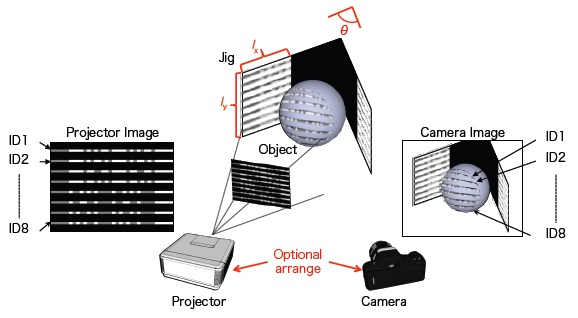 θ
lx
Jig
ly
Object
Projector Image
ID1
ID2
ID8
Camera Image
ID1
ID2
ID8
Optional
arrange
Projector
Camera